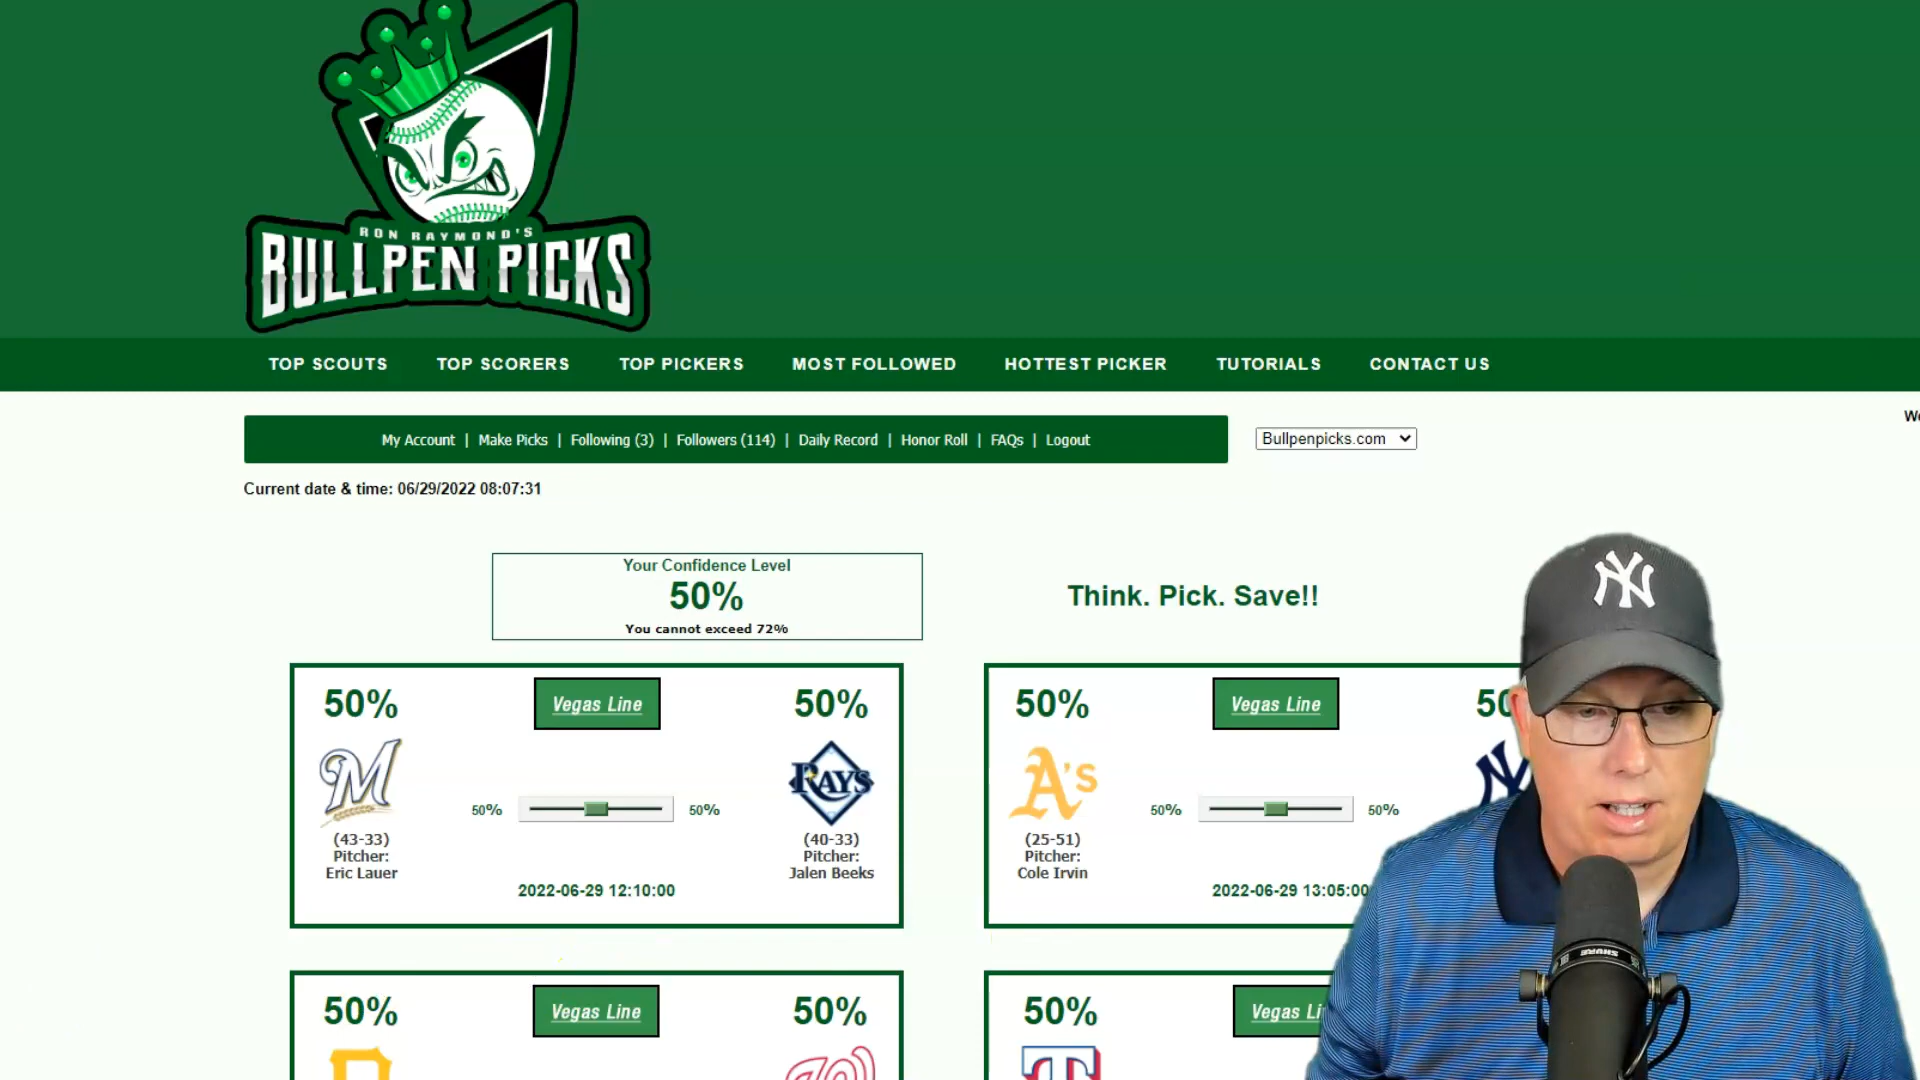 RON RAYMOND'S
BULLPEN PICKS
TOP SCOUTS TOP SCORERS TOP PICKERS MOST FOLLOWED HOTTEST PICKER TUTORIALS CONTACT US
My Account | Make Picks | Following (3) | Followers (114) | Daily Record | Honor Roll | FAQs | Logout
Bullpenpicks.com
Current date & time: 06/29/2022 08:07:31
Your Confidence Level
50%
You cannot exceed 72%
Think. Pick. Save!!
50% Vegas Line 50%
M
RAYS
50% 50%
(43-33) (40-33)
Pitcher: Pitcher:
Eric Lauer Jalen Beeks
2022-06-29 12:10:00
50% Vegas Line
A's
50% 50%
(25-51)
Pitcher:
Cole Irvin
2022-06-29 13:05:00
50% Vegas Line 50%
50% Vegas
T
NY
SHURE